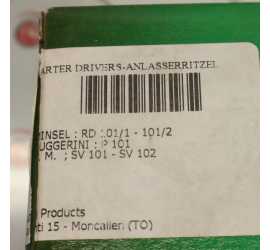 ARTER DRIVERS-ANLASSERRITZEL
INSEL : RD 101/1 - 101/2
UGGERINI : P 101
. M. ; SV 101 - SV 102
Products
ti 15 - Moncalieri (TO)